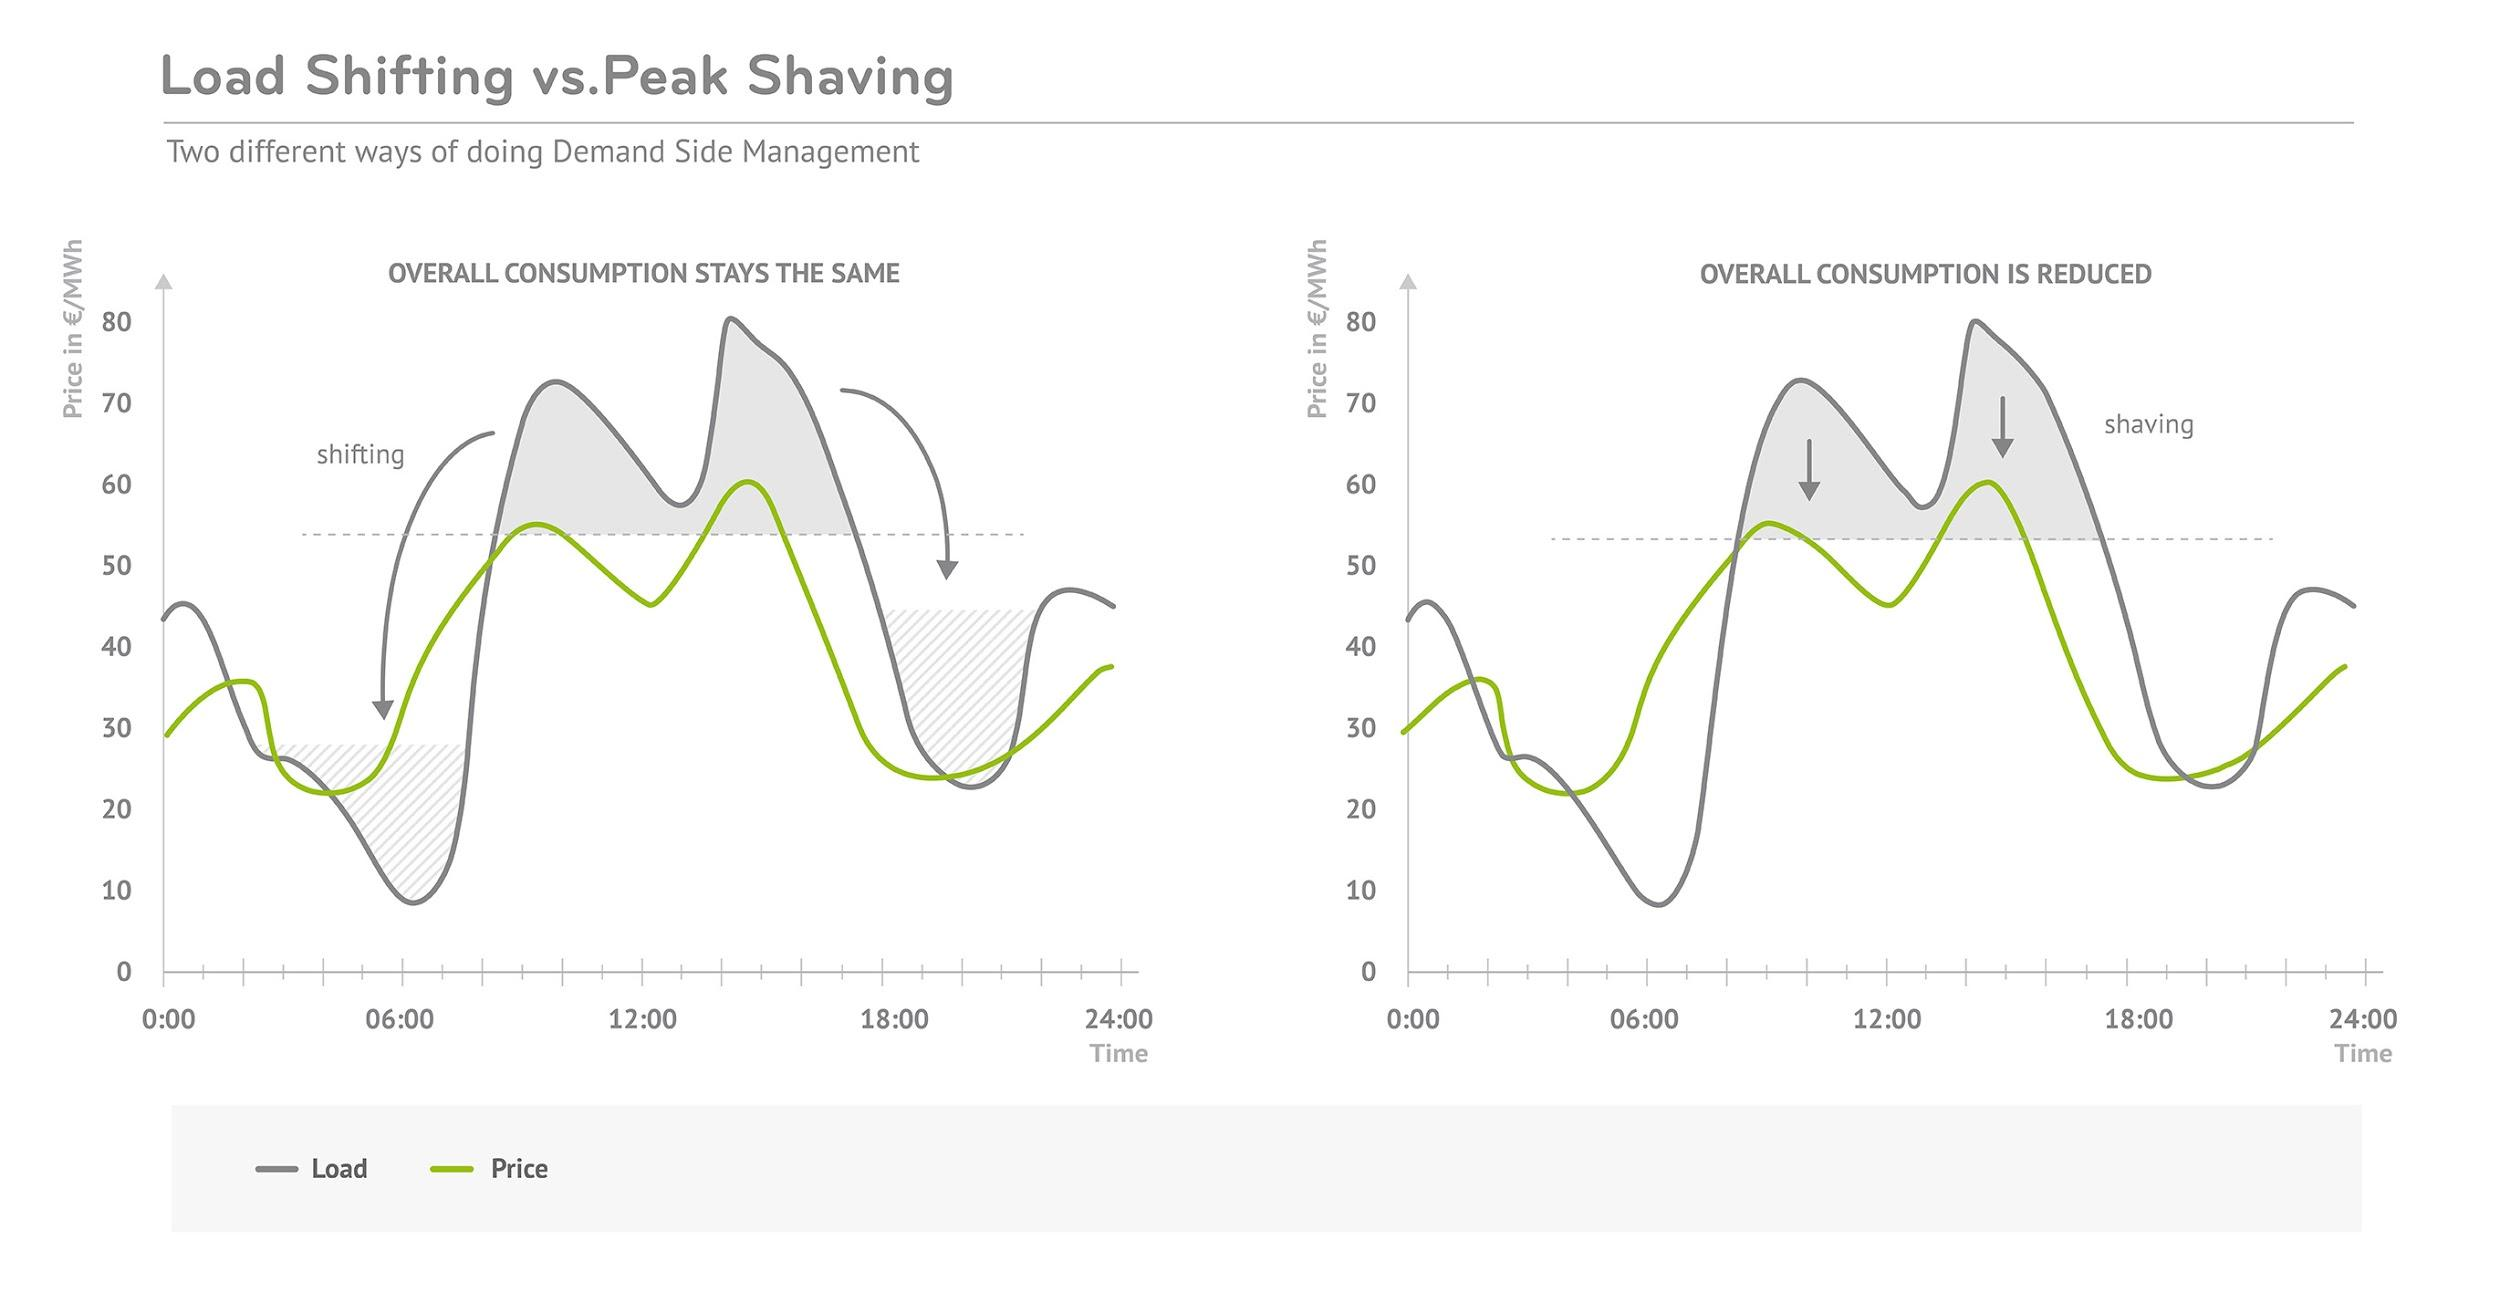 Load Shifting vs.Peak Shaving
Two different ways of doing Demand Side Management
OVERALL CONSUMPTION STAYS THE SAME
Price in €/MWh
80
70
60
50
40
30
20
10
0
shifting
0:00 06:00 12:00 18:00 24:00
Time
OVERALL CONSUMPTION IS REDUCED
Price in €/MWh
80
70
60
50
40
30
20
10
0
shaving
0:00 06:00 12:00 18:00 24:00
Time
Load Price